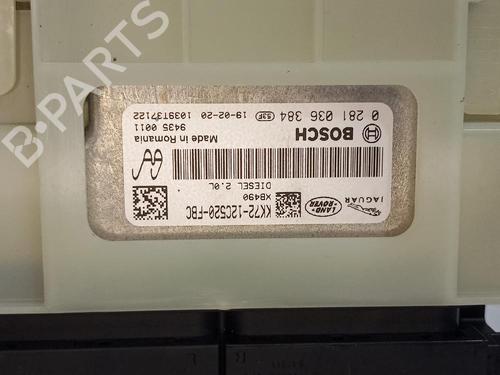 JAGUAR
LAND ROVER
KK72-12C520-FBC
XB490
DIESEL 2.0L
BOSCH
Made in Romania
9435 0011
0 281 036 384 53F 19-02-20 1039T37122
B-PARTS